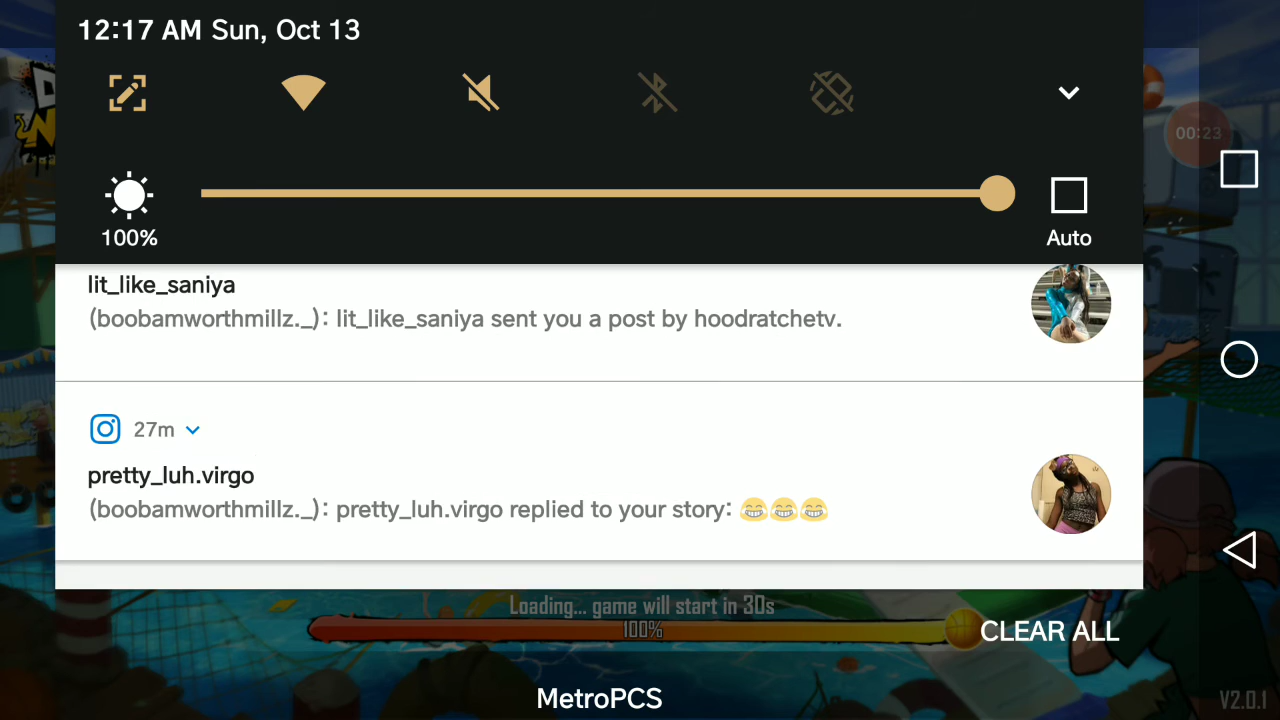 12:17 AM Sun, Oct 13
00:23
100%
Auto
lit_like_saniya
(boobamworthmillz._): lit_like_saniya sent you a post by hoodratchetv.
27m
pretty_luh.virgo
(boobamworthmillz._): pretty_luh.virgo replied to your story: 😂😂😂
Loading... game will start in 30s
100%
CLEAR ALL
MetroPCS
V2.0.1